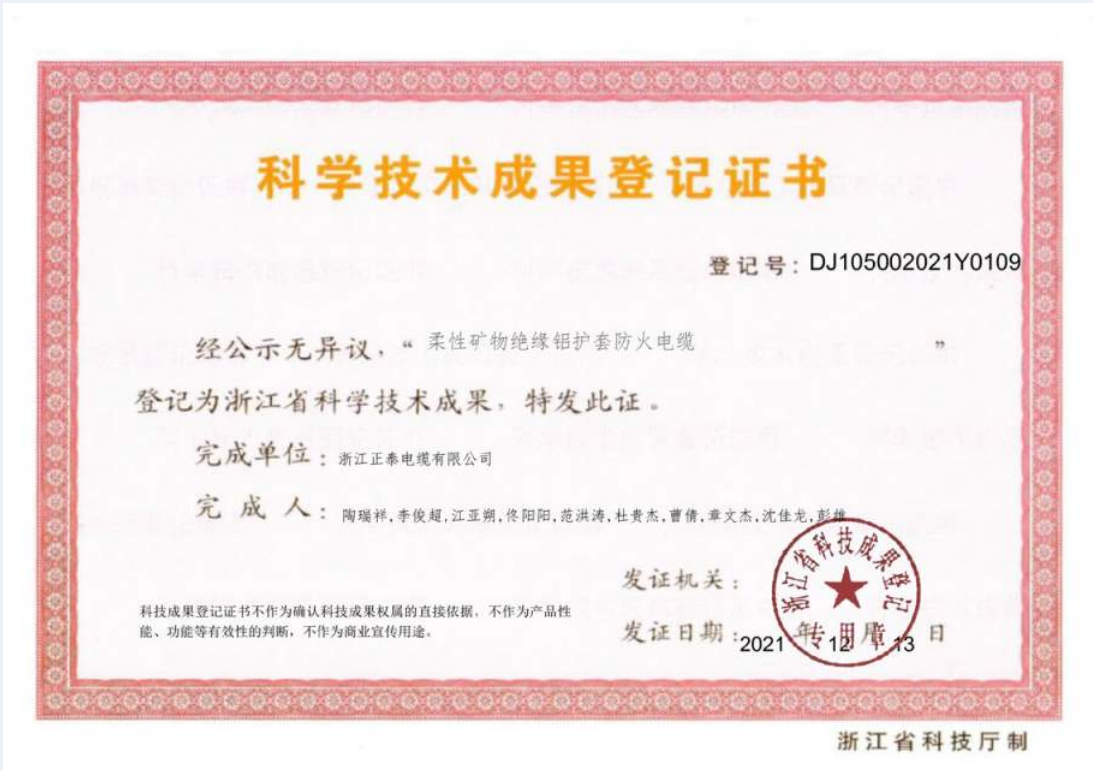 科学技术成果登记证书
登记号：DJ105002021Y0109
经公示无异议，“ 柔性矿物绝缘铝护套防火电缆 ”
登记为浙江省科学技术成果，特发此证。
完成单位：浙江正泰电缆有限公司
完 成 人：陶瑞祥,李俊超,江亚朔,佟阳阳,范洪涛,杜贵杰,曹倩,章文杰,沈佳龙,彭雄
发证机关：
浙江省科技成果登记
专用章
科技成果登记证书不作为确认科技成果权属的直接依据，不作为产品性
能、功能等有效性的判断，不作为商业宣传用途。
发证日期：2021 年 12 月 13 日
浙江省科技厅制